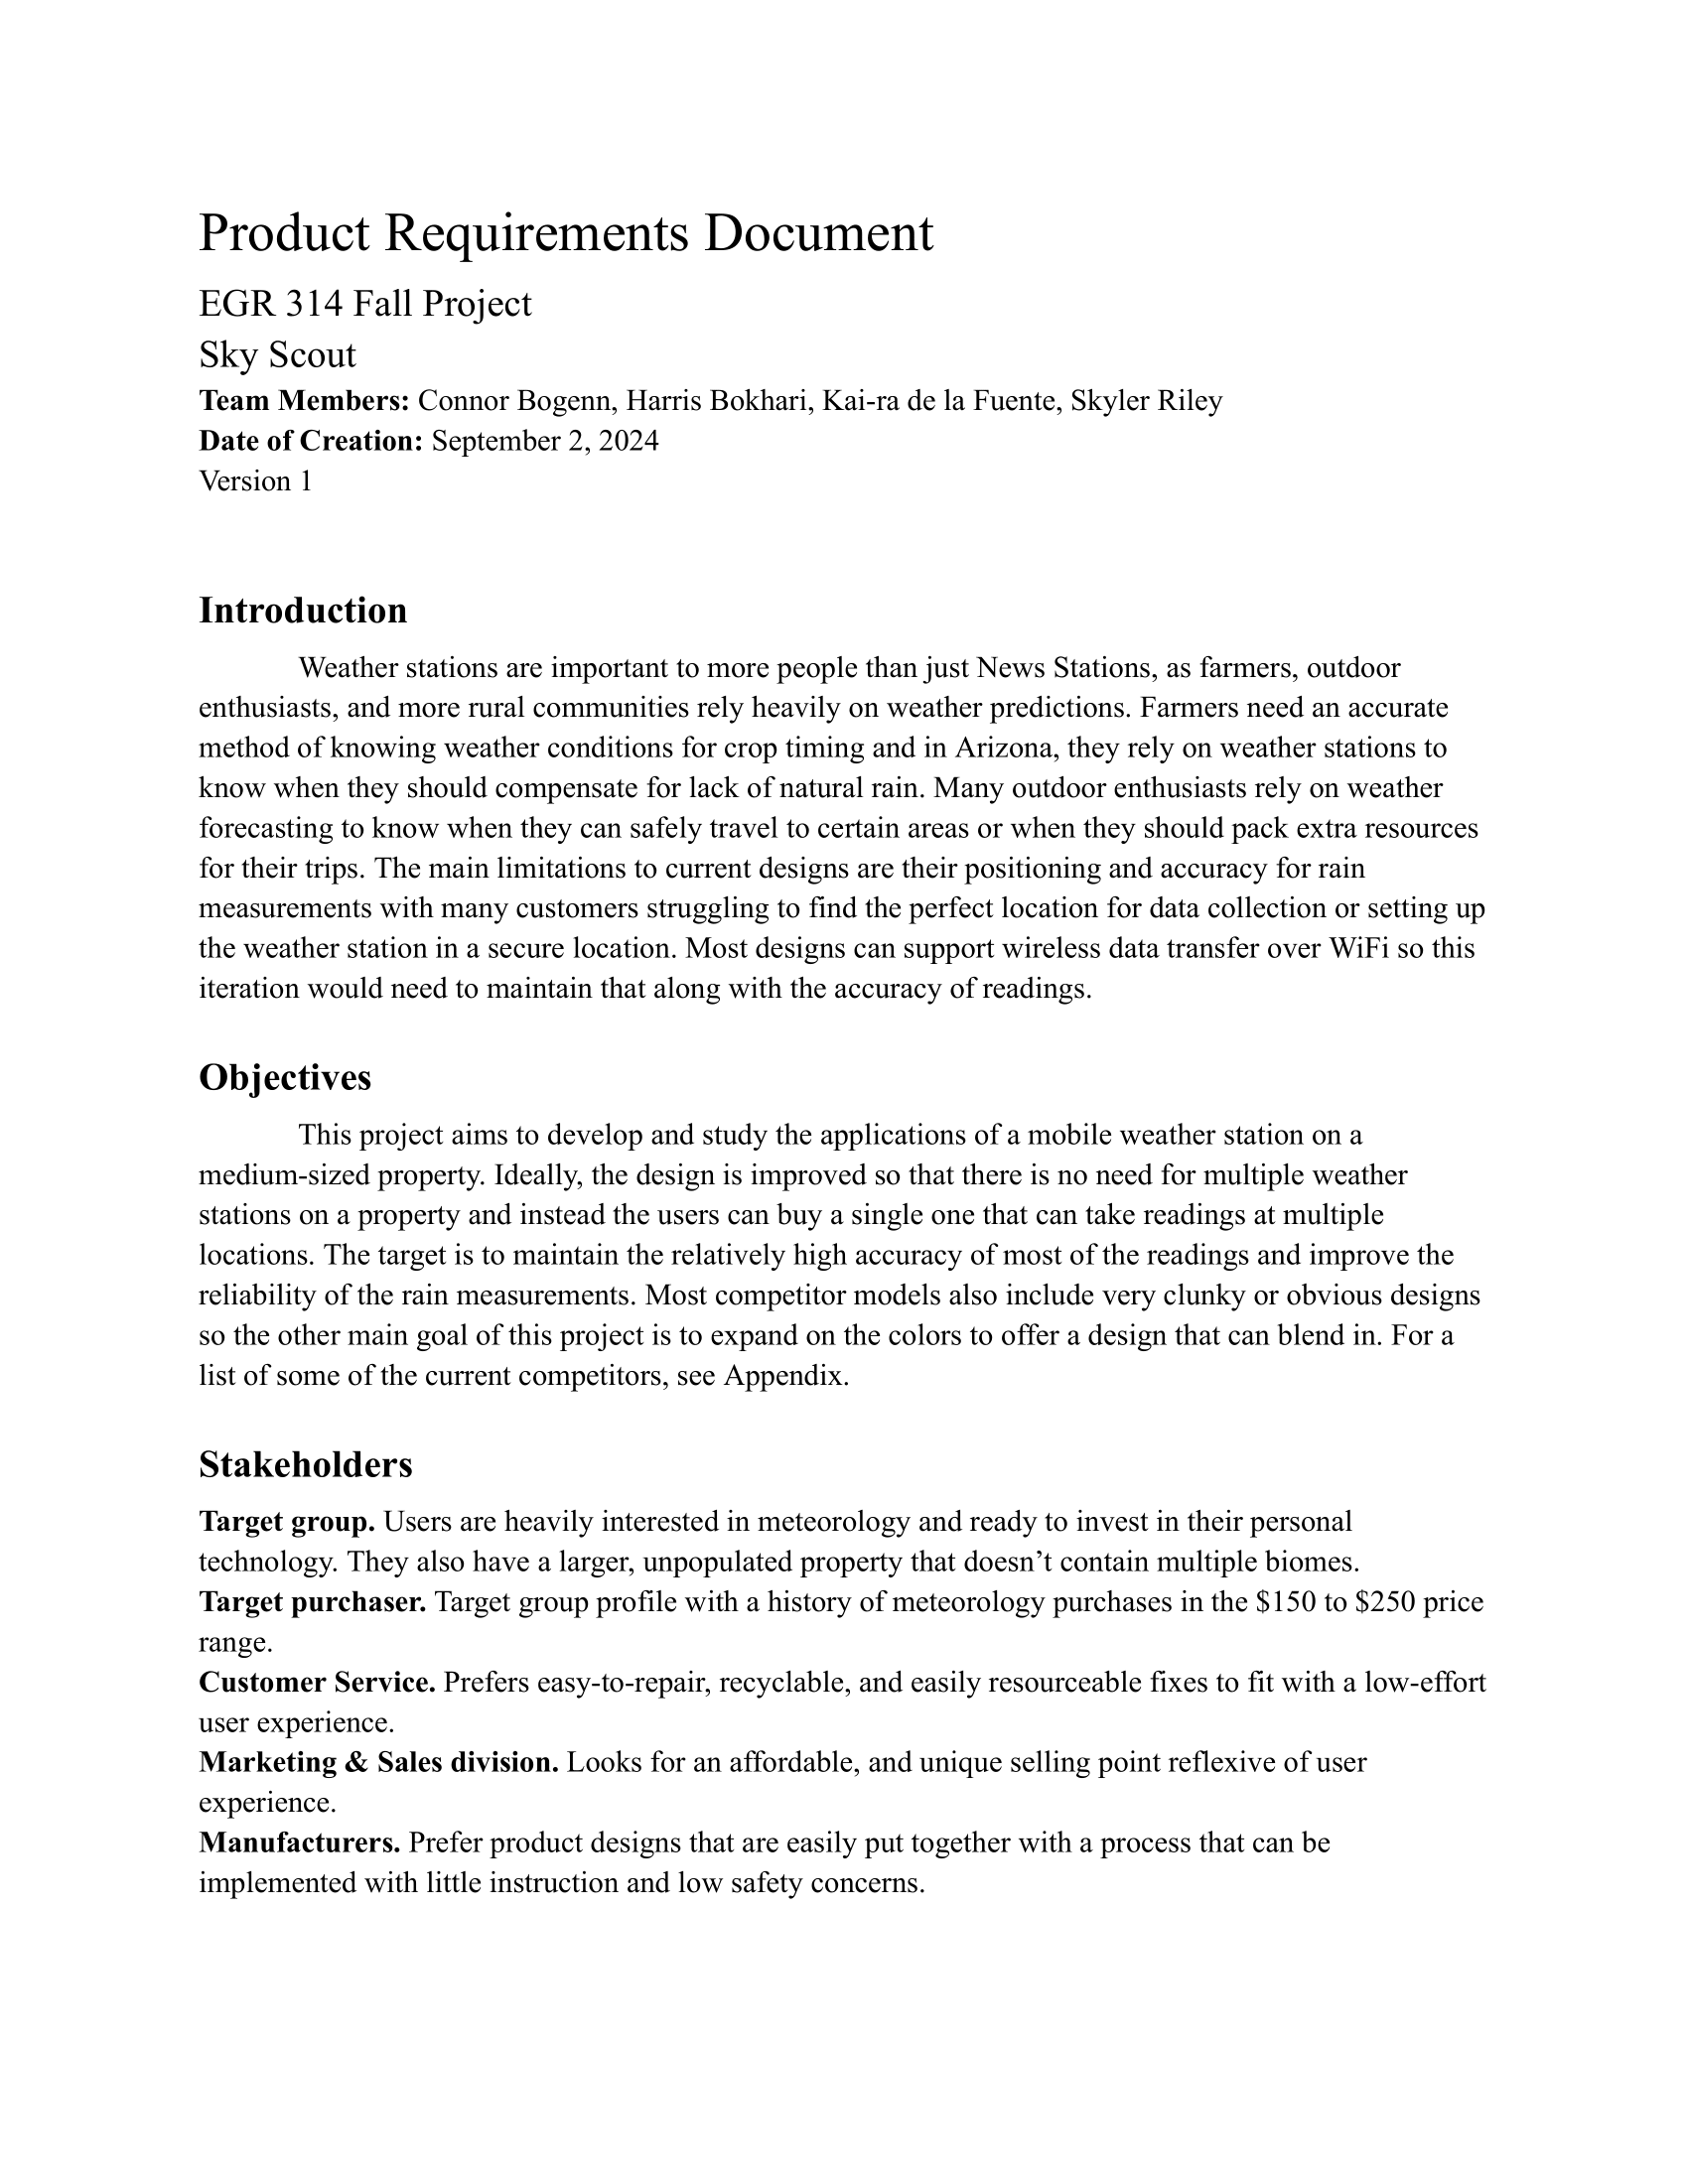 Product Requirements Document
EGR 314 Fall Project
Sky Scout
Team Members: Connor Bogenn, Harris Bokhari, Kai-ra de la Fuente, Skyler Riley
Date of Creation: September 2, 2024
Version 1
Introduction
Weather stations are important to more people than just News Stations, as farmers, outdoor
enthusiasts, and more rural communities rely heavily on weather predictions. Farmers need an accurate
method of knowing weather conditions for crop timing and in Arizona, they rely on weather stations to
know when they should compensate for lack of natural rain. Many outdoor enthusiasts rely on weather
forecasting to know when they can safely travel to certain areas or when they should pack extra resources
for their trips. The main limitations to current designs are their positioning and accuracy for rain
measurements with many customers struggling to find the perfect location for data collection or setting up
the weather station in a secure location. Most designs can support wireless data transfer over WiFi so this
iteration would need to maintain that along with the accuracy of readings.
Objectives
This project aims to develop and study the applications of a mobile weather station on a
medium-sized property. Ideally, the design is improved so that there is no need for multiple weather
stations on a property and instead the users can buy a single one that can take readings at multiple
locations. The target is to maintain the relatively high accuracy of most of the readings and improve the
reliability of the rain measurements. Most competitor models also include very clunky or obvious designs
so the other main goal of this project is to expand on the colors to offer a design that can blend in. For a
list of some of the current competitors, see Appendix.
Stakeholders
Target group. Users are heavily interested in meteorology and ready to invest in their personal
technology. They also have a larger, unpopulated property that doesn’t contain multiple biomes.
Target purchaser. Target group profile with a history of meteorology purchases in the $150 to $250 price
range.
Customer Service. Prefers easy-to-repair, recyclable, and easily resourceable fixes to fit with a low-effort
user experience.
Marketing & Sales division. Looks for an affordable, and unique selling point reflexive of user
experience.
Manufacturers. Prefer product designs that are easily put together with a process that can be
implemented with little instruction and low safety concerns.